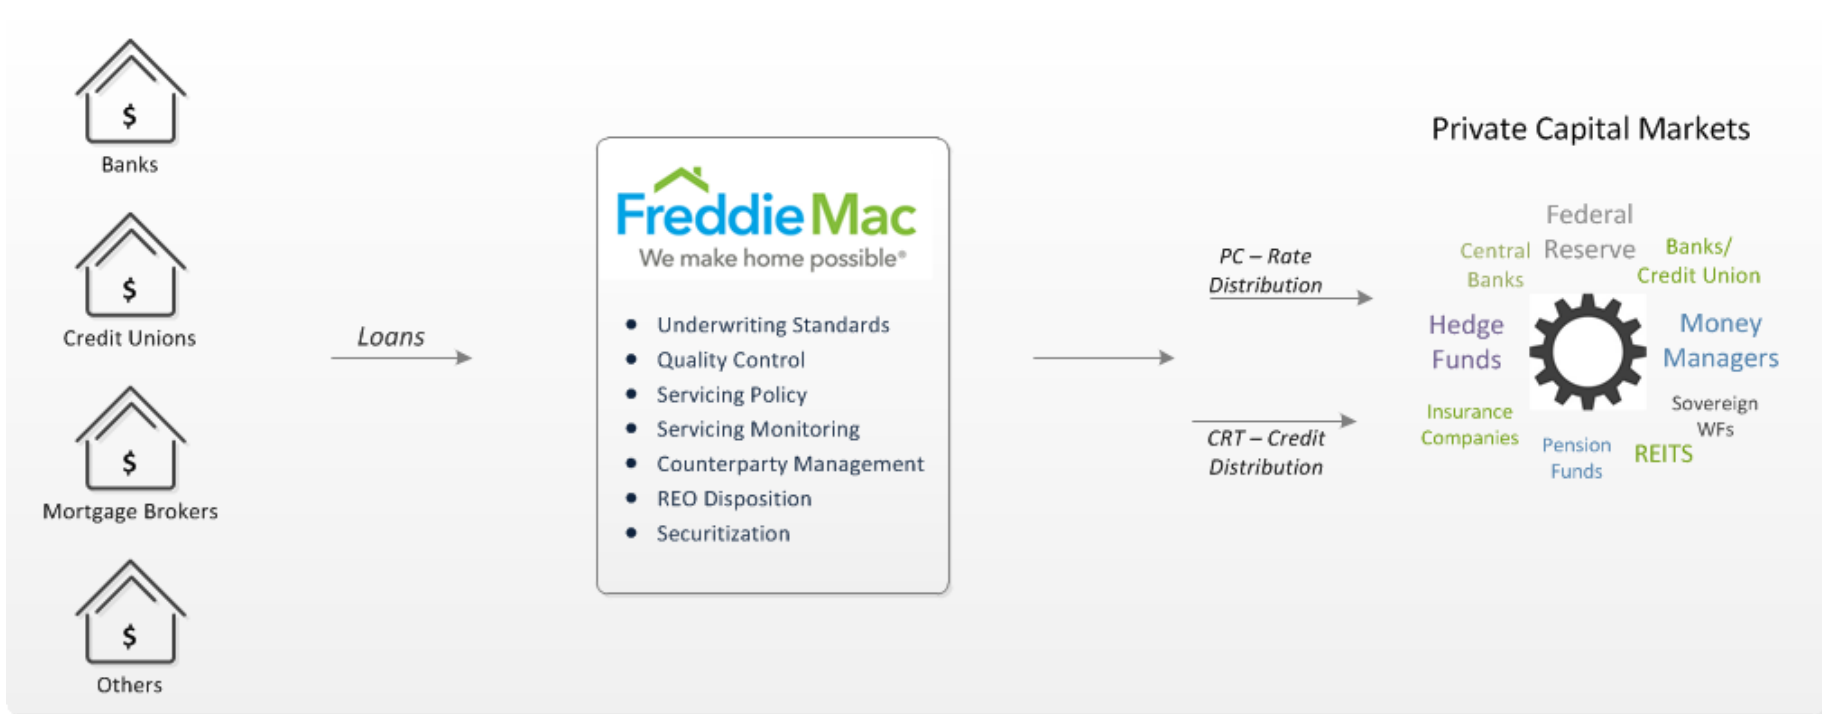 $
Banks
$
Credit Unions
$
Mortgage Brokers
$
Others
Loans
Freddie Mac
We make home possible®
• Underwriting Standards
• Quality Control
• Servicing Policy
• Servicing Monitoring
• Counterparty Management
• REO Disposition
• Securitization
PC – Rate
Distribution
CRT – Credit
Distribution
Private Capital Markets
Federal
Reserve
Central
Banks
Banks/
Credit Union
Hedge
Funds
Money
Managers
Insurance
Companies
Sovereign
WFs
Pension
Funds
REITS